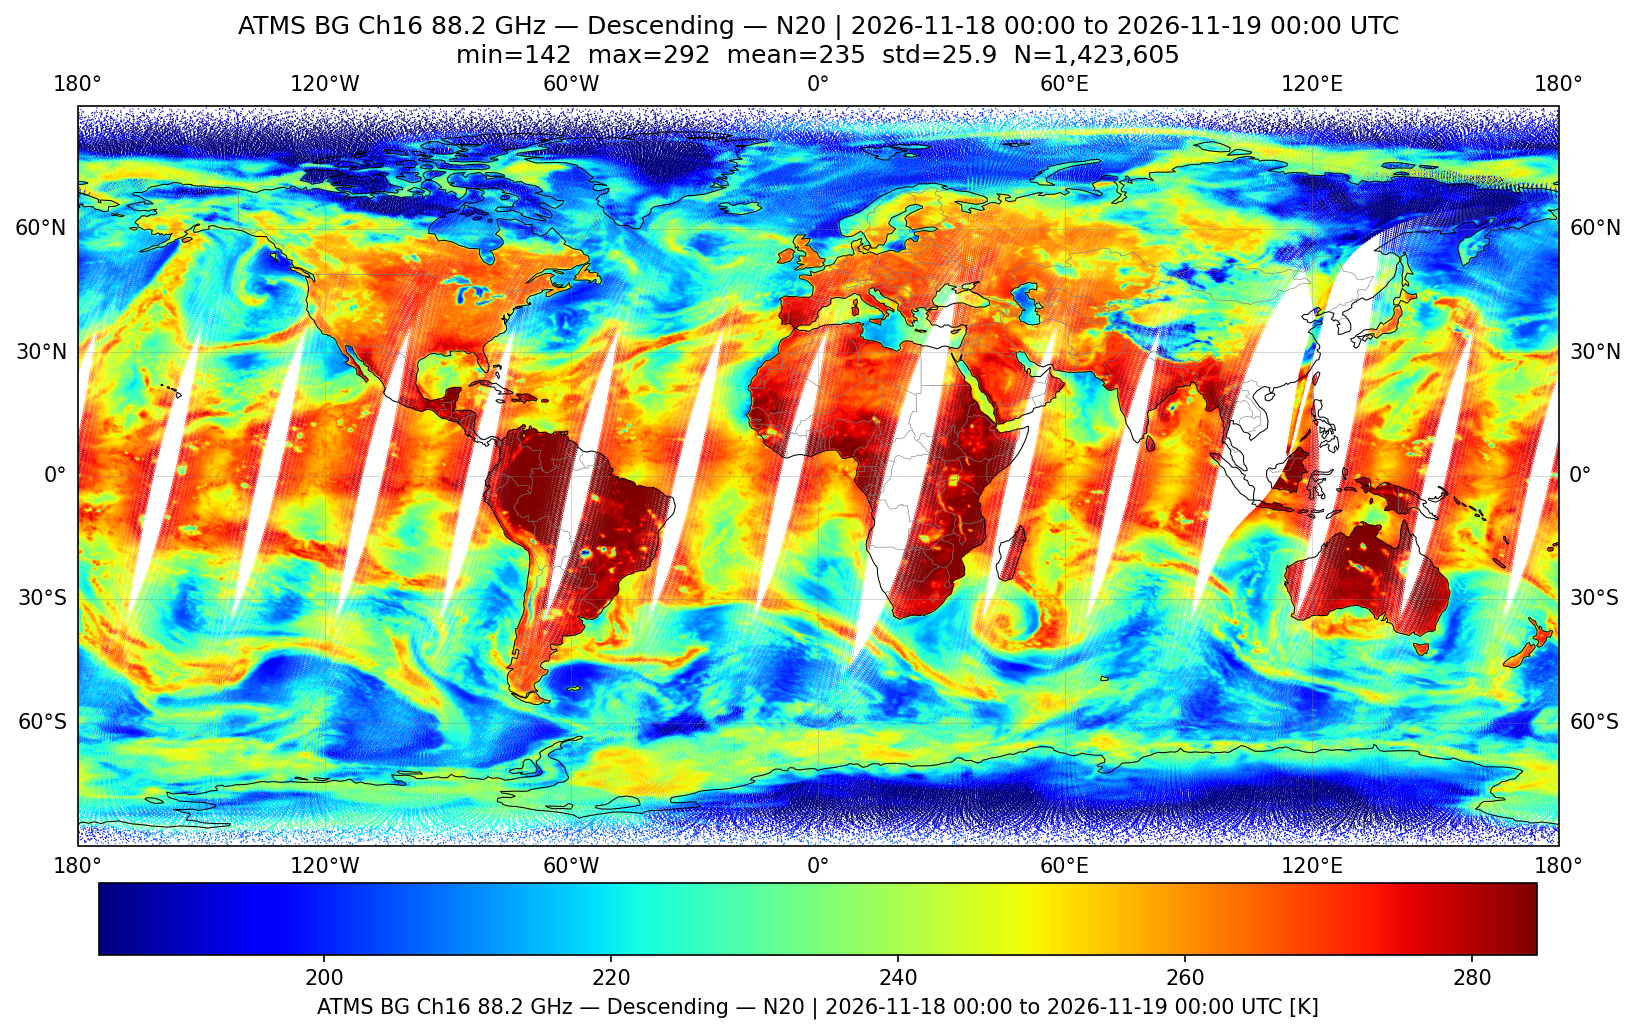 ATMS BG Ch16 88.2 GHz — Descending — N20 | 2026-11-18 00:00 to 2026-11-19 00:00 UTC
min=142  max=292  mean=235  std=25.9  N=1,423,605
180° 120°W 60°W 0° 60°E 120°E 180°
60°N 60°N
30°N 30°N
0° 0°
30°S 30°S
60°S 60°S
180° 120°W 60°W 0° 60°E 120°E 180°
200 220 240 260 280
ATMS BG Ch16 88.2 GHz — Descending — N20 | 2026-11-18 00:00 to 2026-11-19 00:00 UTC [K]